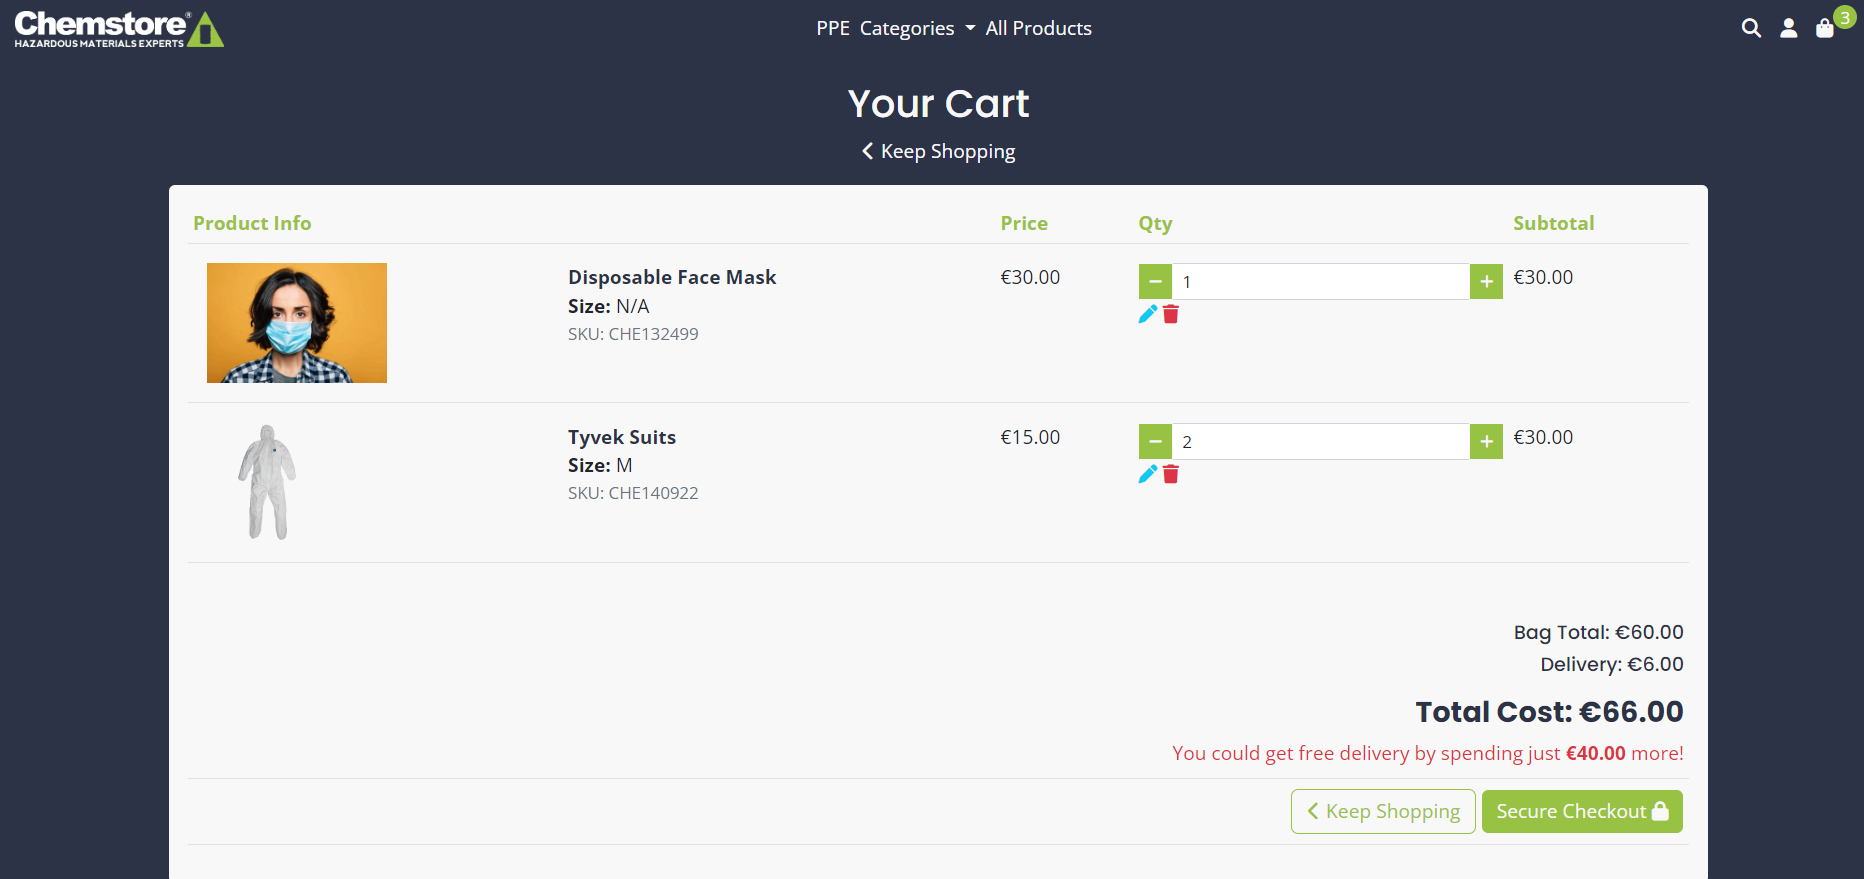 Chemstore®
HAZARDOUS MATERIALS EXPERTS
PPE Categories All Products
3
Your Cart
Keep Shopping
Product Info Price Qty Subtotal
Disposable Face Mask €30.00 1 €30.00
Size: N/A
SKU: CHE132499
Tyvek Suits €15.00 2 €30.00
Size: M
SKU: CHE140922
Bag Total: €60.00
Delivery: €6.00
Total Cost: €66.00
You could get free delivery by spending just €40.00 more!
Keep Shopping Secure Checkout